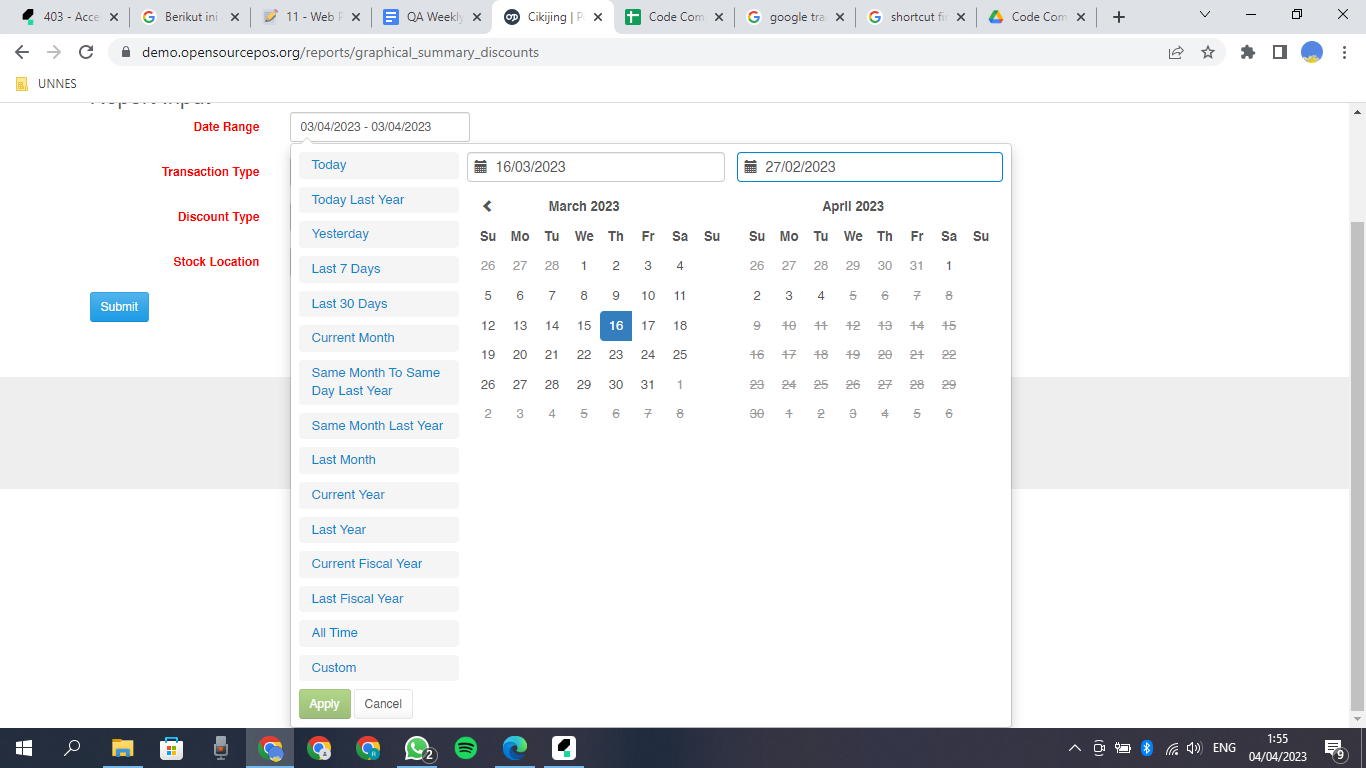 403 - Acce
Berikut ini
11 - Web P
QA Weekly
Cikijing | P
Code Com
google tra
shortcut fi
Code Com
demo.opensourcepos.org/reports/graphical_summary_discounts
UNNES
Report Input
Date Range
03/04/2023 - 03/04/2023
Transaction Type
Discount Type
Stock Location
Submit
Today
Today Last Year
Yesterday
Last 7 Days
Last 30 Days
Current Month
Same Month To Same
Day Last Year
Same Month Last Year
Last Month
Current Year
Last Year
Current Fiscal Year
Last Fiscal Year
All Time
Custom
Apply Cancel
16/03/2023
March 2023
Su Mo Tu We Th Fr Sa Su
26 27 28 1 2 3 4
5 6 7 8 9 10 11
12 13 14 15 16 17 18
19 20 21 22 23 24 25
26 27 28 29 30 31 1
2 3 4 5 6 7 8
27/02/2023
April 2023
Su Mo Tu We Th Fr Sa Su
26 27 28 29 30 31 1
2 3 4 5 6 7 8
9 10 11 12 13 14 15
16 17 18 19 20 21 22
23 24 25 26 27 28 29
30 1 2 3 4 5 6
2
ENG
1:55
04/04/2023
9